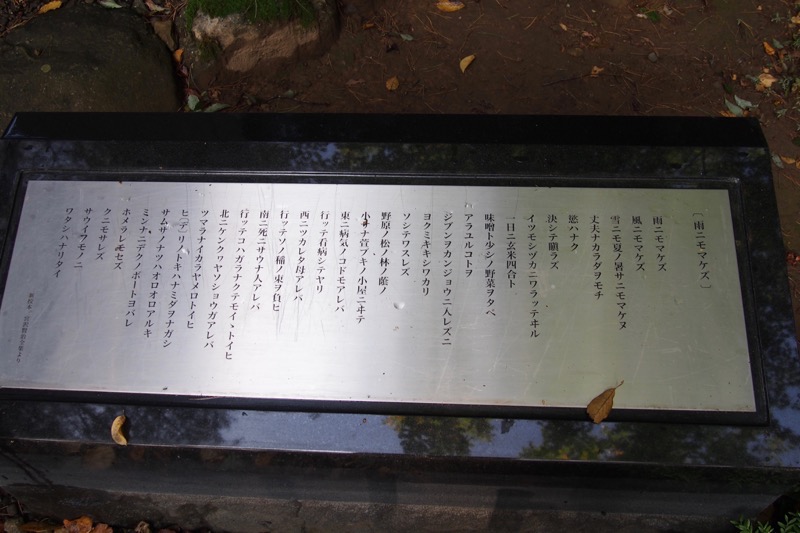 〔雨ニモマケズ〕
雨ニモマケズ
風ニモマケズ
雪ニモ夏ノ暑サニモマケヌ
丈夫ナカラダヲモチ
慾ハナク
決シテ瞋ラズ
イツモシヅカニワラッテヰル
一日ニ玄米四合ト
味噌ト少シノ野菜ヲタベ
アラユルコトヲ
ジブンヲカンジョウニ入レズニ
ヨクミキキシワカリ
ソシテワスレズ
野原ノ松ノ林ノ蔭ノ
小サナ萱ブキノ小屋ニヰテ
東ニ病気ノコドモアレバ
行ッテ看病シテヤリ
西ニツカレタ母アレバ
行ッテソノ稲ノ束ヲ負ヒ
南ニ死ニサウナ人アレバ
行ッテコハガラナクテモイヽトイヒ
北ニケンクヮヤソショウガアレバ
ツマラナイカラヤメロトイヒ
ヒデリノトキハナミダヲナガシ
サムサノナツハオロオロアルキ
ミンナニデクノボートヨバレ
ホメラレモセズ
クニモサレズ
サウイフモノニ
ワタシハナリタイ